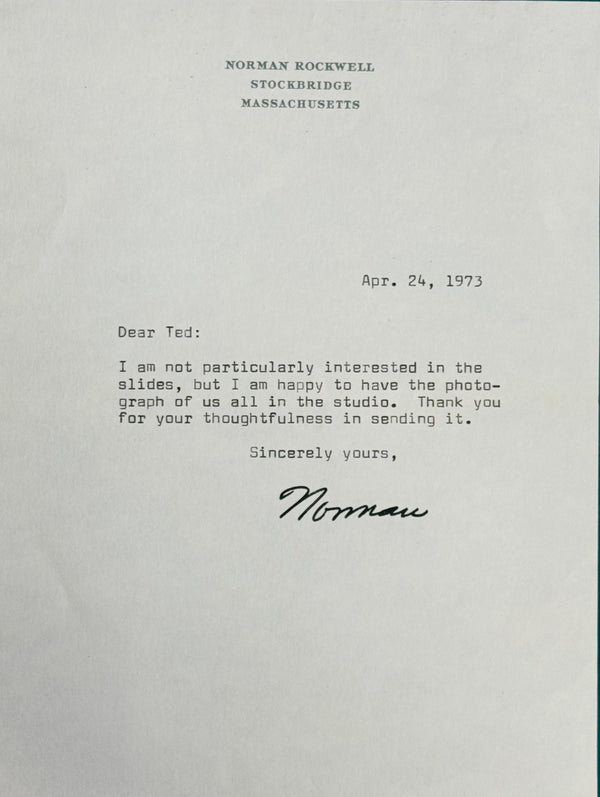 NORMAN ROCKWELL
STOCKBRIDGE
MASSACHUSETTS
Apr. 24, 1973
Dear Ted:
I am not particularly interested in the
slides, but I am happy to have the photo-
graph of us all in the studio.  Thank you
for your thoughtfulness in sending it.
Sincerely yours,
Norman